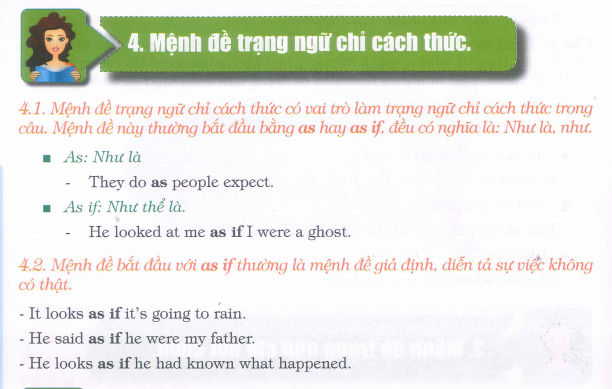 4. Mệnh đề trạng ngữ chỉ cách thức.
4.1. Mệnh đề trạng ngữ chỉ cách thức có vai trò làm trạng ngữ chỉ cách thức trong
câu. Mệnh đề này thường bắt đầu bằng as hay as if, đều có nghĩa là: Như là, như.
▪ As: Như là
- They do as people expect.
▪ As if: Như thể là.
- He looked at me as if I were a ghost.
4.2. Mệnh đề bắt đầu với as if thường là mệnh đề giả định, diễn tả sự việc không
có thật.
- It looks as if it's going to rain.
- He said as if he were my father.
- He looks as if he had known what happened.